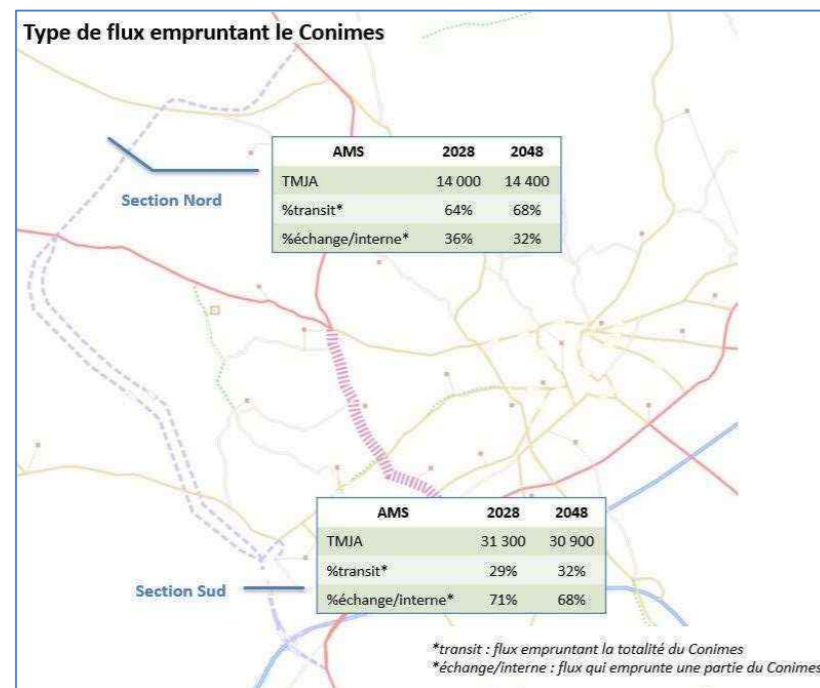 Type de flux empruntant le Conimes
AMS 2028 2048
TMJA 14 000 14 400
%transit* 64% 68%
%échange/interne* 36% 32%
Section Nord
AMS 2028 2048
TMJA 31 300 30 900
%transit* 29% 32%
%échange/interne* 71% 68%
Section Sud
*transit : flux empruntant la totalité du Conimes
*échange/interne : flux qui emprunte une partie du Conimes